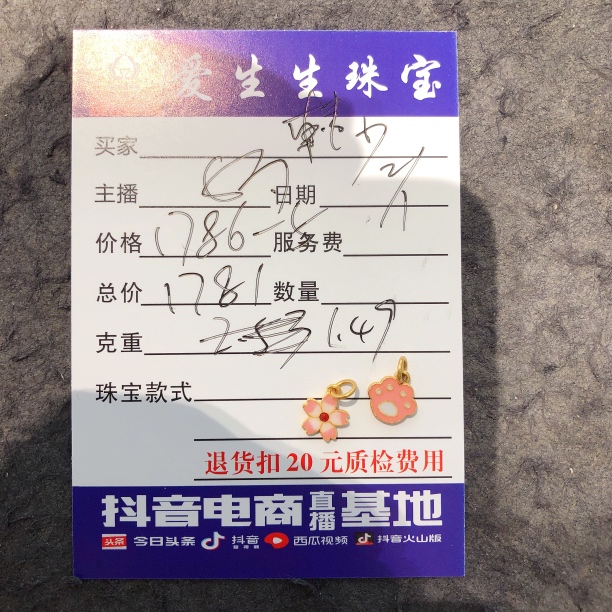 爱生生珠宝
买家
主播 日期
价格 1786 服务费
总价 1781 数量
克重 1.47
珠宝款式
退货扣20元质检费用
抖音电商直播基地
头条 今日头条 抖音 西瓜视频 抖音火山版